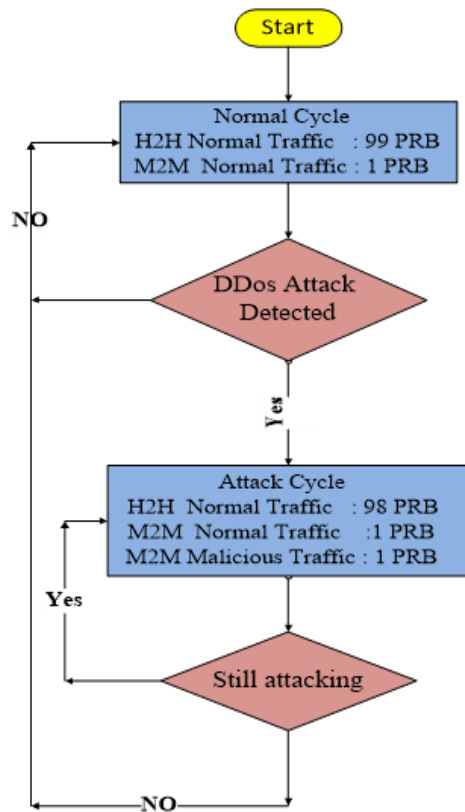 Start
Normal Cycle
H2H Normal Traffic : 99 PRB
M2M Normal Traffic : 1 PRB
NO
DDos Attack
Detected
Yes
Attack Cycle
H2H Normal Traffic : 98 PRB
M2M Normal Traffic :1 PRB
M2M Malicious Traffic : 1 PRB
Yes
Still attacking
NO